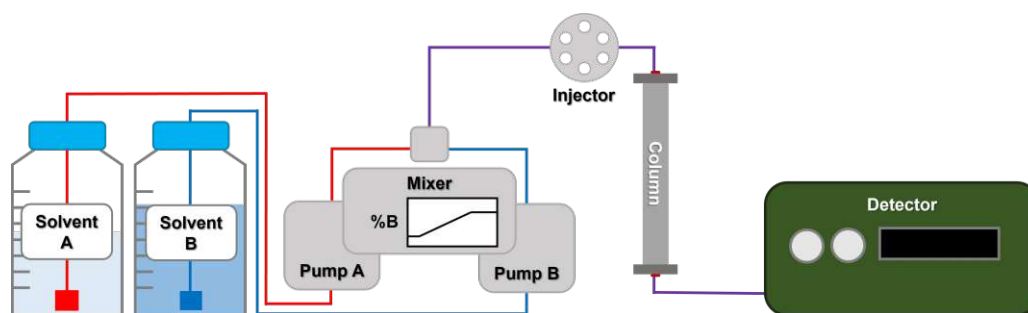 Solvent
A
Solvent
B
Mixer
%B
Pump A
Pump B
Injector
Column
Detector